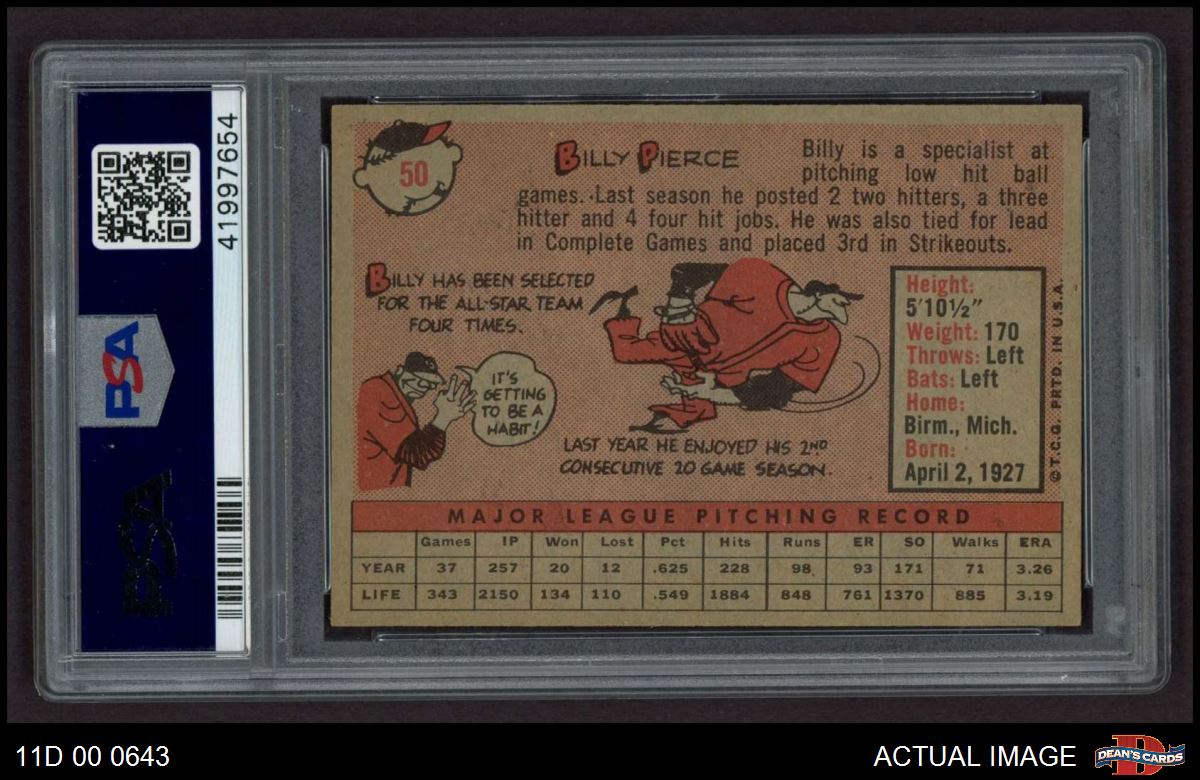 41997654
PSA
PSA
50
BILLY PIERCE
Billy is a specialist at
pitching low hit ball
games. Last season he posted 2 two hitters, a three
hitter and 4 four hit jobs. He was also tied for lead
in Complete Games and placed 3rd in Strikeouts.
BILLY HAS BEEN SELECTED
FOR THE ALL-STAR TEAM
FOUR TIMES.
IT'S
GETTING
TO BE A
HABIT!
LAST YEAR HE ENJOYED HIS 2ND
CONSECUTIVE 20 GAME SEASON.
Height:
5'10½"
Weight: 170
Throws: Left
Bats: Left
Home:
Birm., Mich.
Born:
April 2, 1927
©T.C.G. PRTD. IN U.S.A.
MAJOR LEAGUE PITCHING RECORD
Games IP Won Lost Pct Hits Runs ER SO Walks ERA
YEAR 37 257 20 12 .625 228 98 93 171 71 3.26
LIFE 343 2150 134 110 .549 1884 848 761 1370 885 3.19
11D 00 0643
ACTUAL IMAGE
DEAN'S CARDS